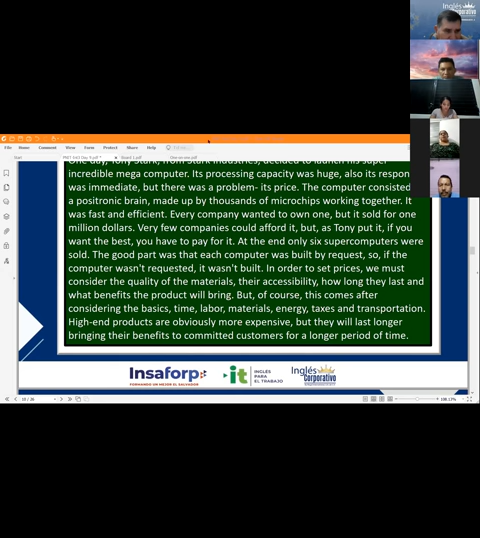 Inglés
Corporativo
File Home Comment View Form Protect Share Help
Start
One day, Tony Stark, from Stark Industries, decided to launch his super
incredible mega computer. Its processing capacity was huge, also its respon
was immediate, but there was a problem- its price. The computer consisted
a positronic brain, made up by thousands of microchips working together. It
was fast and efficient. Every company wanted to own one, but it sold for one
million dollars. Very few companies could afford it, but, as Tony put it, if you
want the best, you have to pay for it. At the end only six supercomputers were
sold. The good part was that each computer was built by request, so, if the
computer wasn't requested, it wasn't built. In order to set prices, we must
consider the quality of the materials, their accessibility, how long they last and
what benefits the product will bring. But, of course, this comes after
considering the basics, time, labor, materials, energy, taxes and transportation.
High-end products are obviously more expensive, but they will last longer
bringing their benefits to committed customers for a longer period of time.
Insaforp
FORMANDO UN MEJOR EL SALVADOR
it
INGLÉS
PARA
EL TRABAJO
Inglés
Corporativo